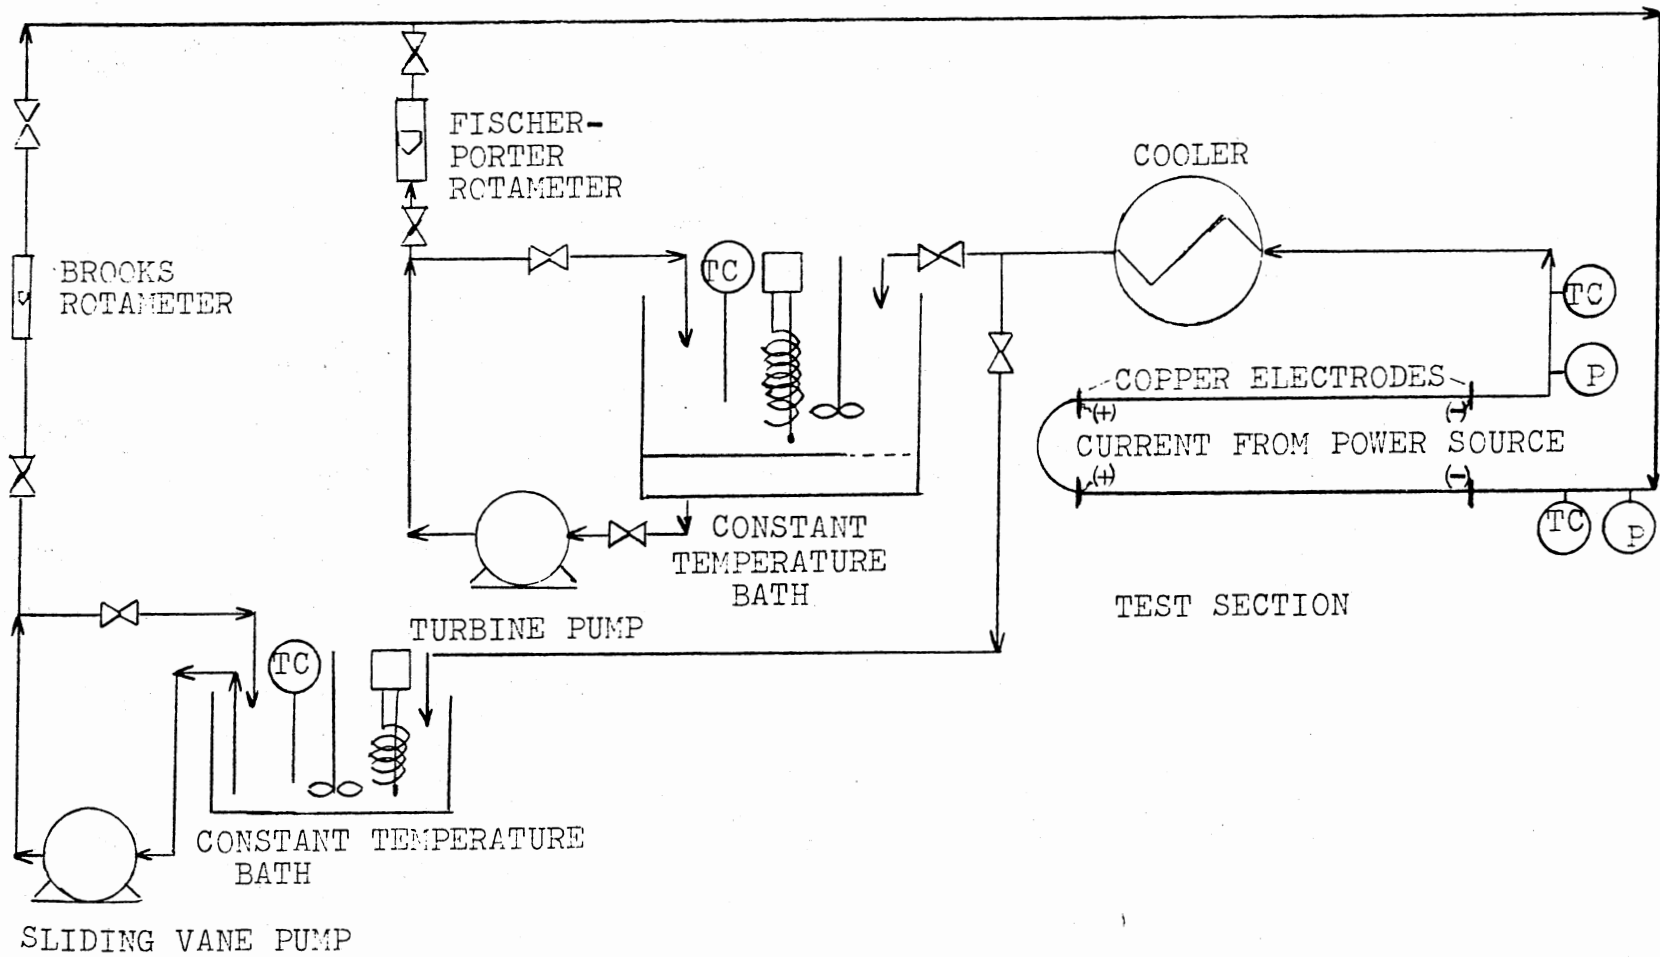 FISCHER-
PORTER
ROTAMETER
COOLER
BROOKS
ROTAMETER
TC
TC
P
COPPER ELECTRODES
(+)
(-)
CURRENT FROM POWER SOURCE
(+)
(-)
TC
P
CONSTANT
TEMPERATURE
BATH
TEST SECTION
TURBINE PUMP
TC
CONSTANT TEMPERATURE
BATH
SLIDING VANE PUMP